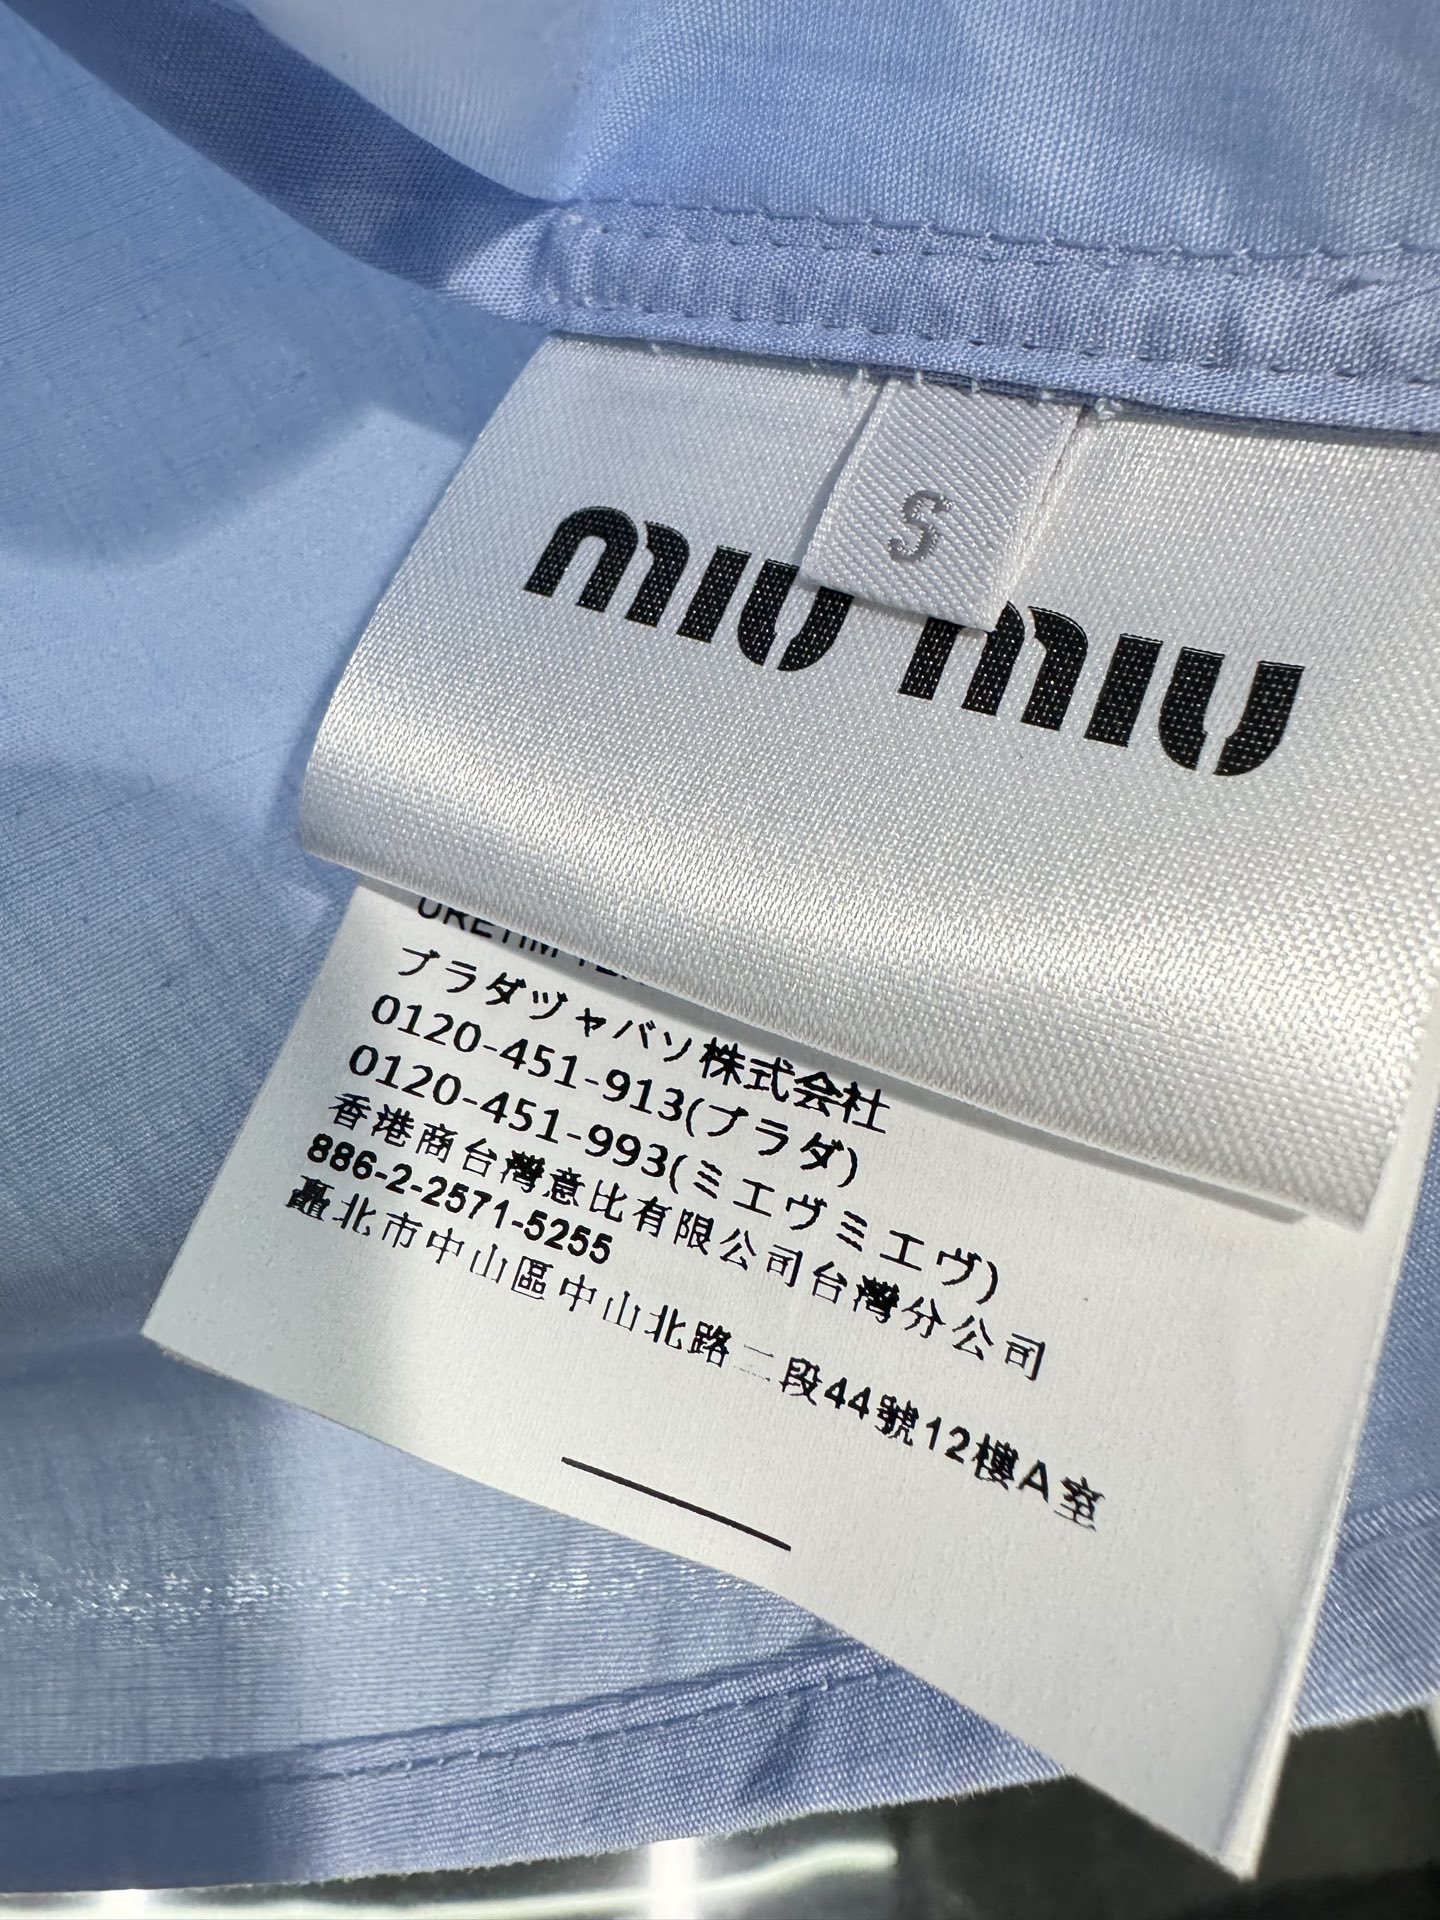 S
miu miu
ÜRETİM YER
プラダジャパン株式会社
0120-451-913(プラダ)
0120-451-993(ミュウミュウ)
香港商台灣意比有限公司台灣分公司
886-2-2571-5255
臺北市中山區中山北路二段44號12樓A室